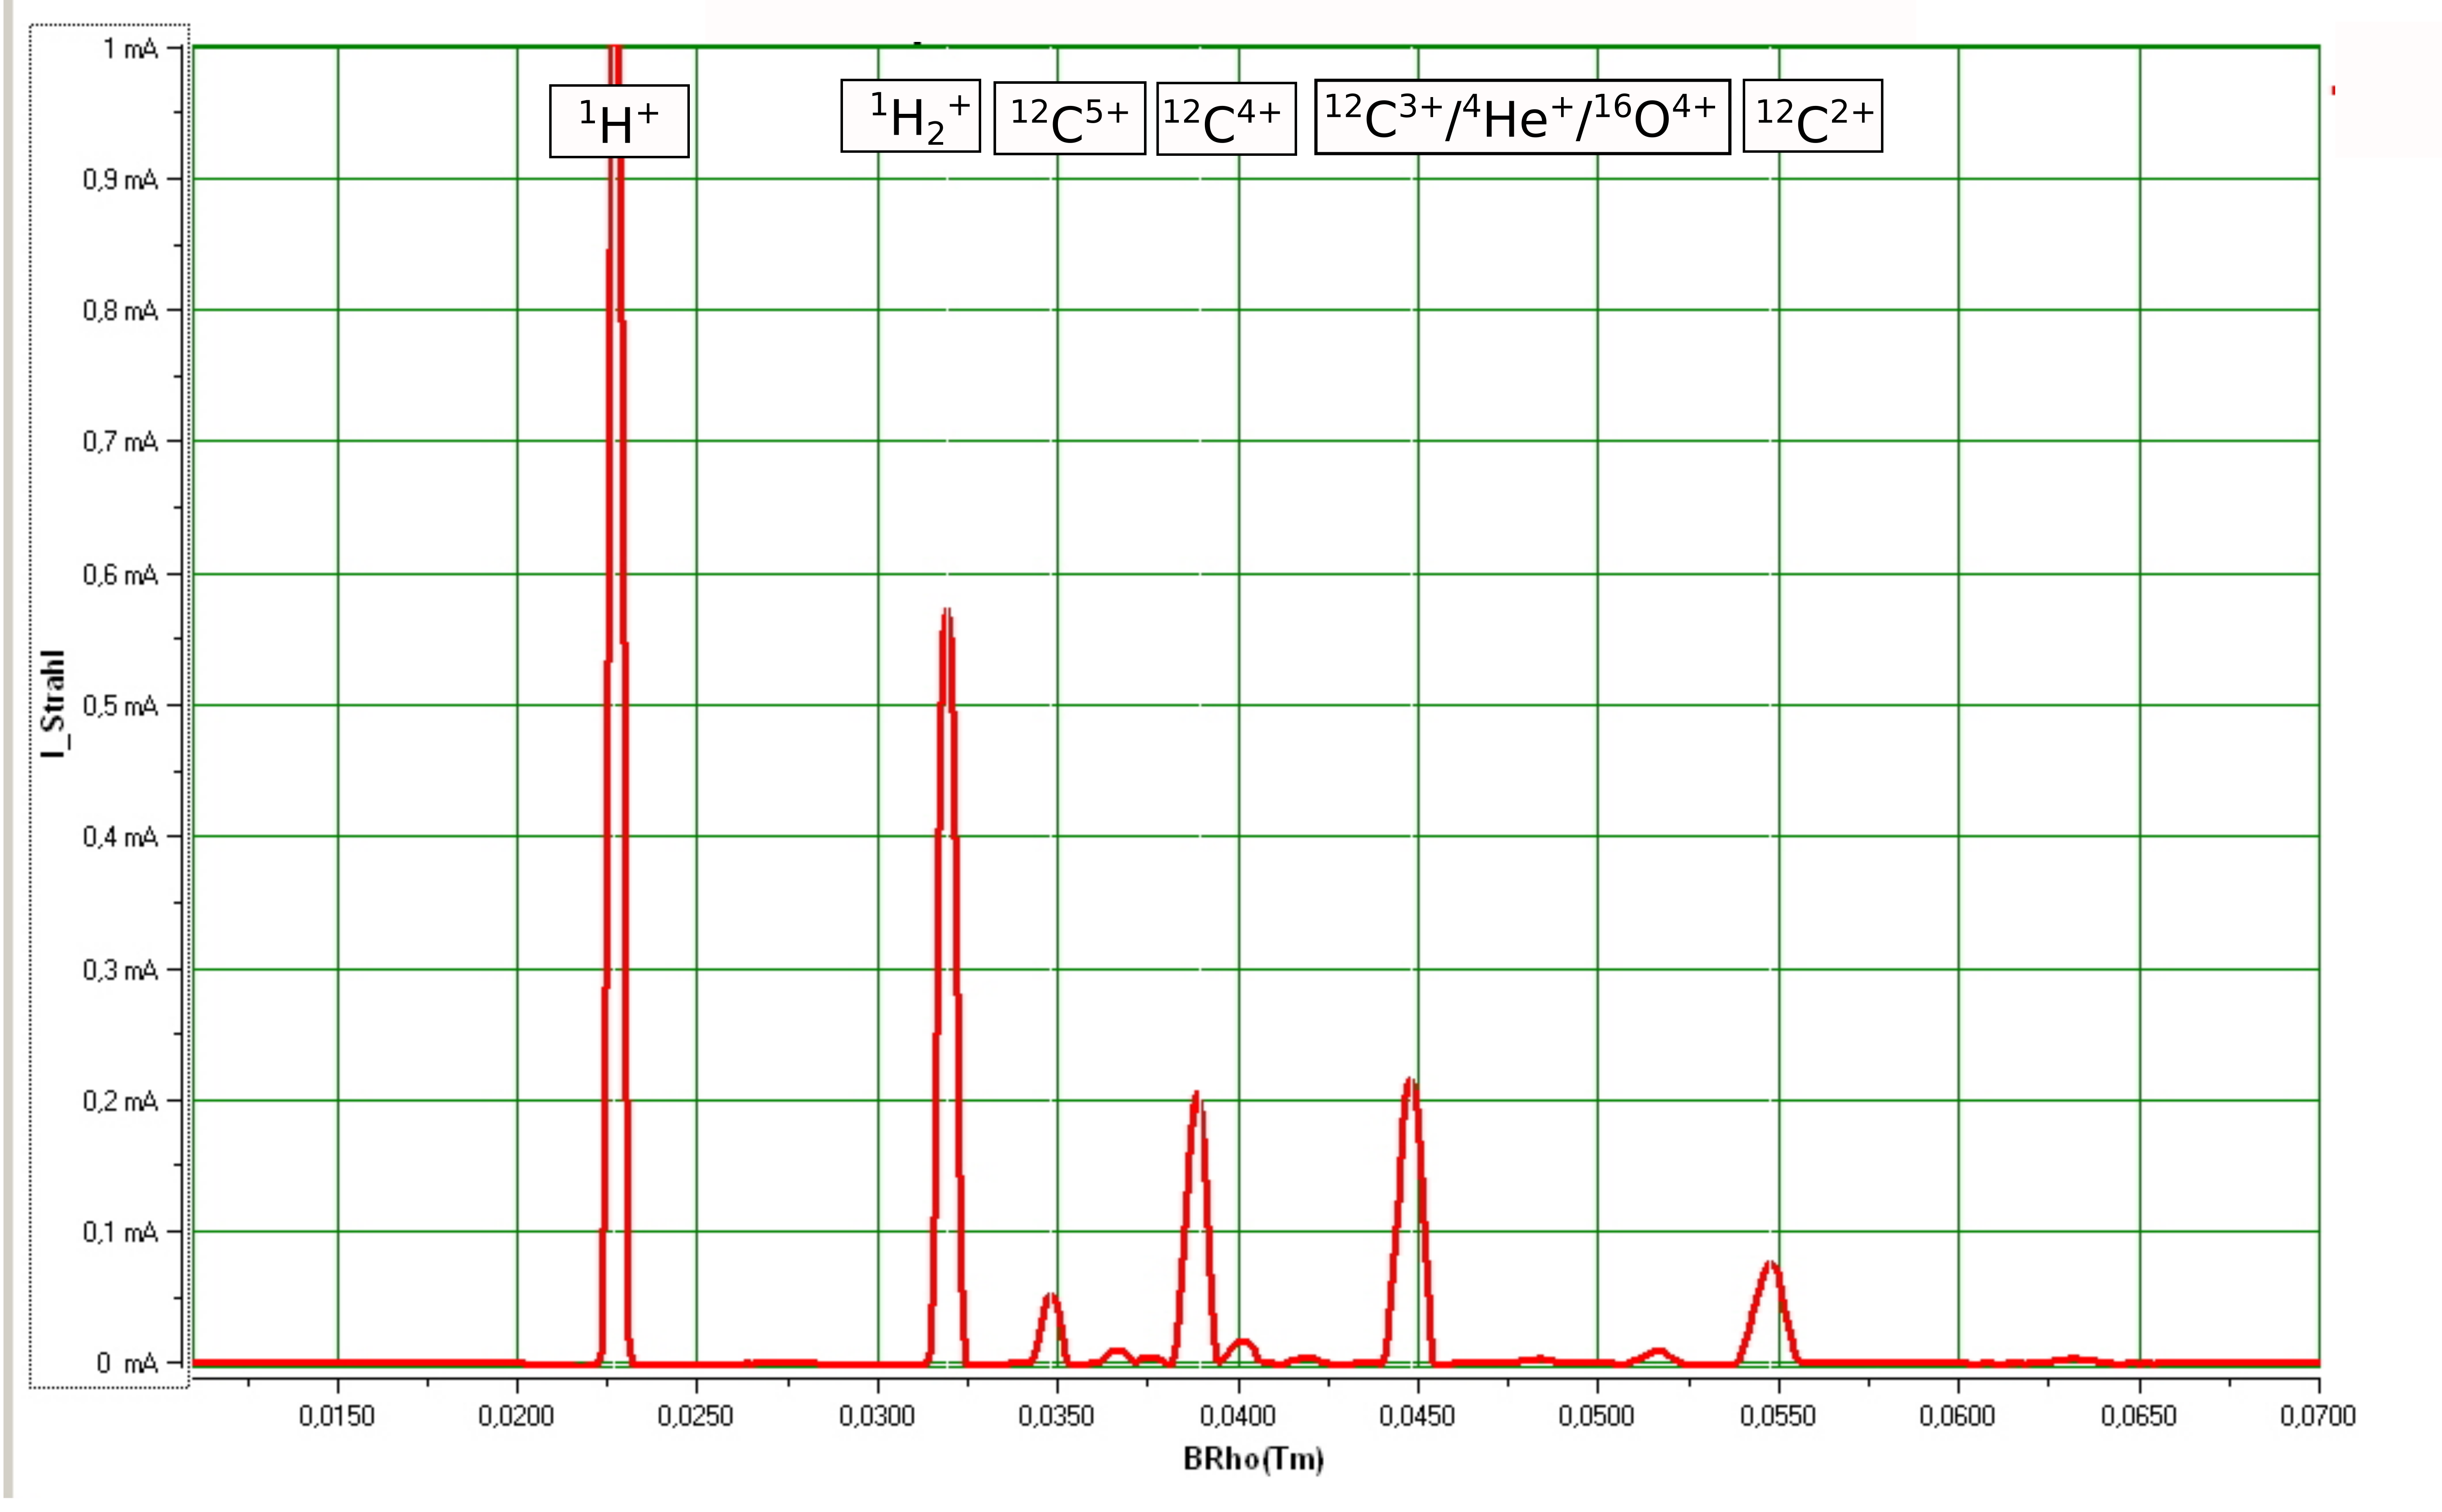 1 mA
0,9 mA
0,8 mA
0,7 mA
0,6 mA
0,5 mA
0,4 mA
0,3 mA
0,2 mA
0,1 mA
0 mA
I_Strahl
¹H⁺
¹H₂⁺
¹²C⁵⁺
¹²C⁴⁺
¹²C³⁺/⁴He⁺/¹⁶O⁴⁺
¹²C²⁺
0,0150 0,0200 0,0250 0,0300 0,0350 0,0400 0,0450 0,0500 0,0550 0,0600 0,0650 0,0700
BRho(Tm)